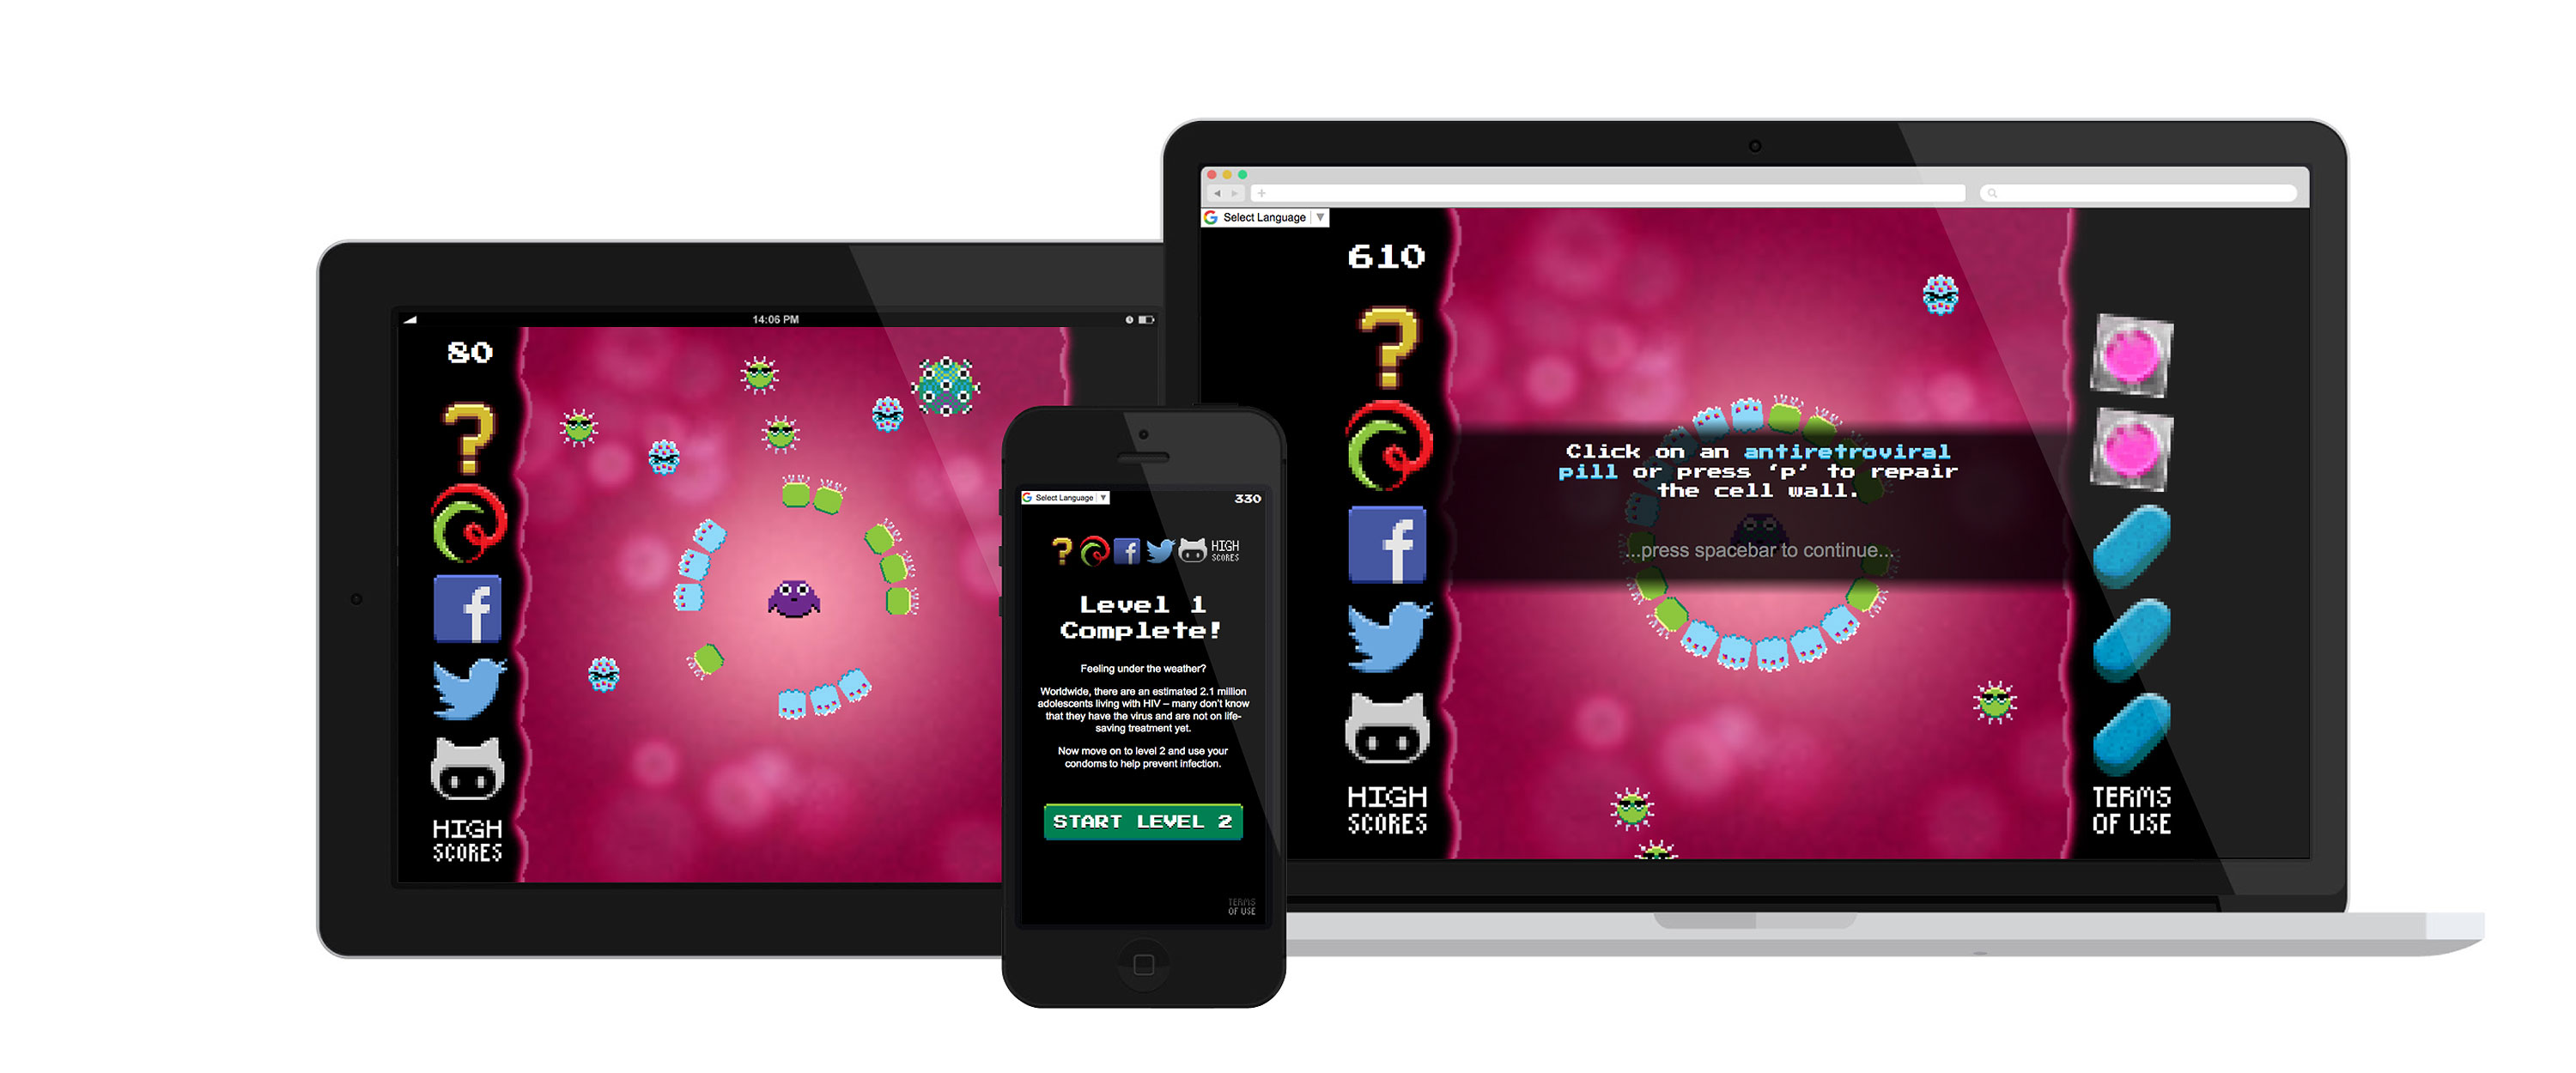 14:06 PM
80
HIGH
SCORES
Select Language
330
HIGH
SCORES
Level 1
Complete!
Feeling under the weather?
Worldwide, there are an estimated 2.1 million
adolescents living with HIV – many don't know
that they have the virus and are not on life-
saving treatment yet.
Now move on to level 2 and use your
condoms to help prevent infection.
START LEVEL 2
TERMS
OF USE
Select Language
610
Click on an antiretroviral
pill or press ‘p’ to repair
the cell wall.
...press spacebar to continue...
HIGH
SCORES
TERMS
OF USE